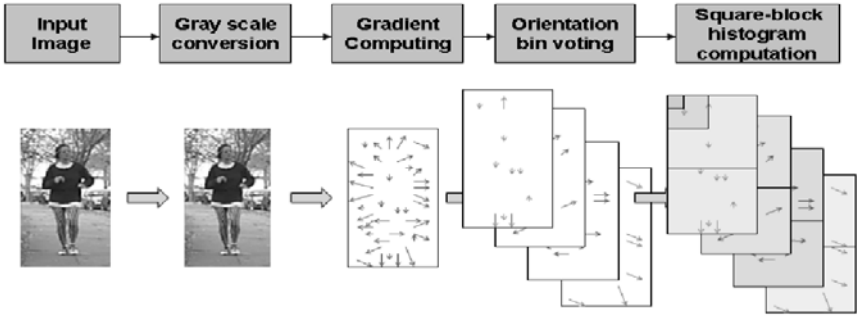 Input
Image
Gray scale
conversion
Gradient
Computing
Orientation
bin voting
Square-block
histogram
computation